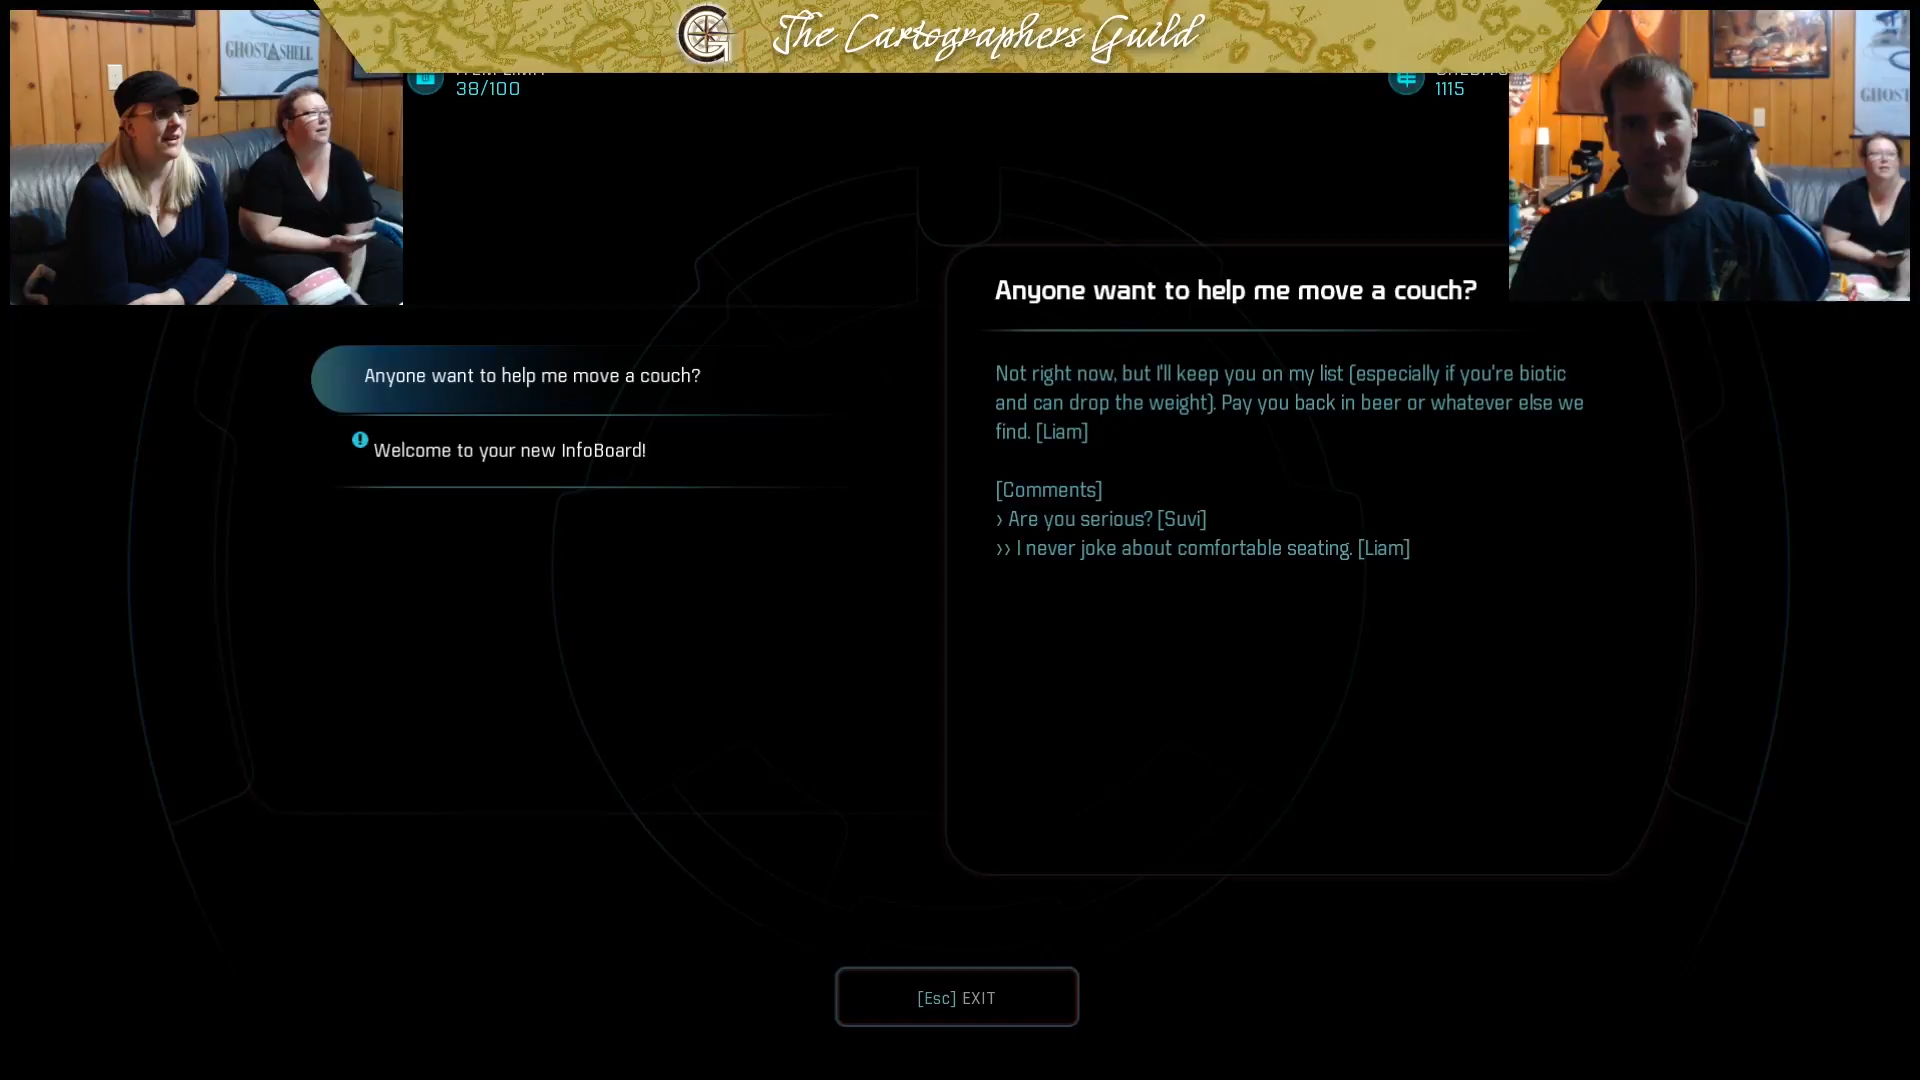 The Cartographers Guild
GHOST SHELL
38/100
1115
GHOST
Anyone want to help me move a couch?
Anyone want to help me move a couch?
Welcome to your new InfoBoard!
Not right now, but I'll keep you on my list (especially if you're biotic
and can drop the weight). Pay you back in beer or whatever else we
find. [Liam]
[Comments]
› Are you serious? [Suvi]
›› I never joke about comfortable seating. [Liam]
[Esc] EXIT